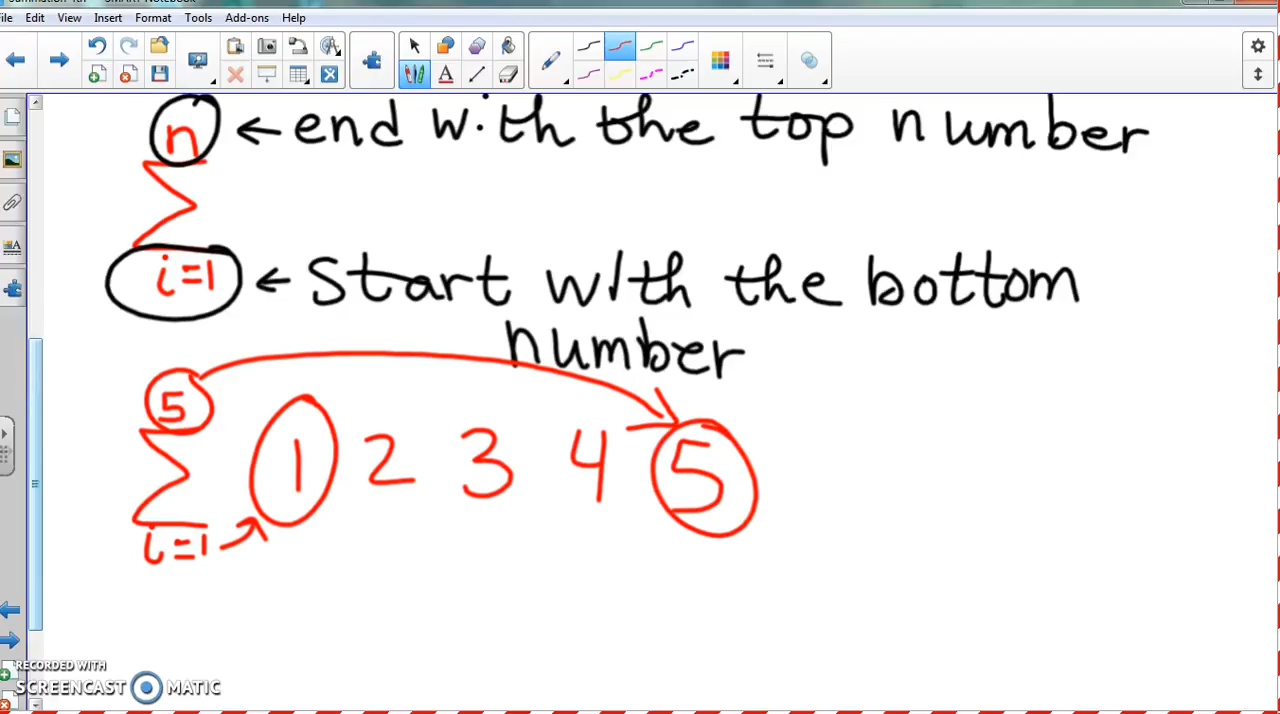 File Edit View Insert Format Tools Add-ons Help
n ← end with the top number
Σ
i=1 ← Start with the bottom
number
5
Σ 1 2 3 4 5
i=1
RECORDED WITH
SCREENCAST MATIC